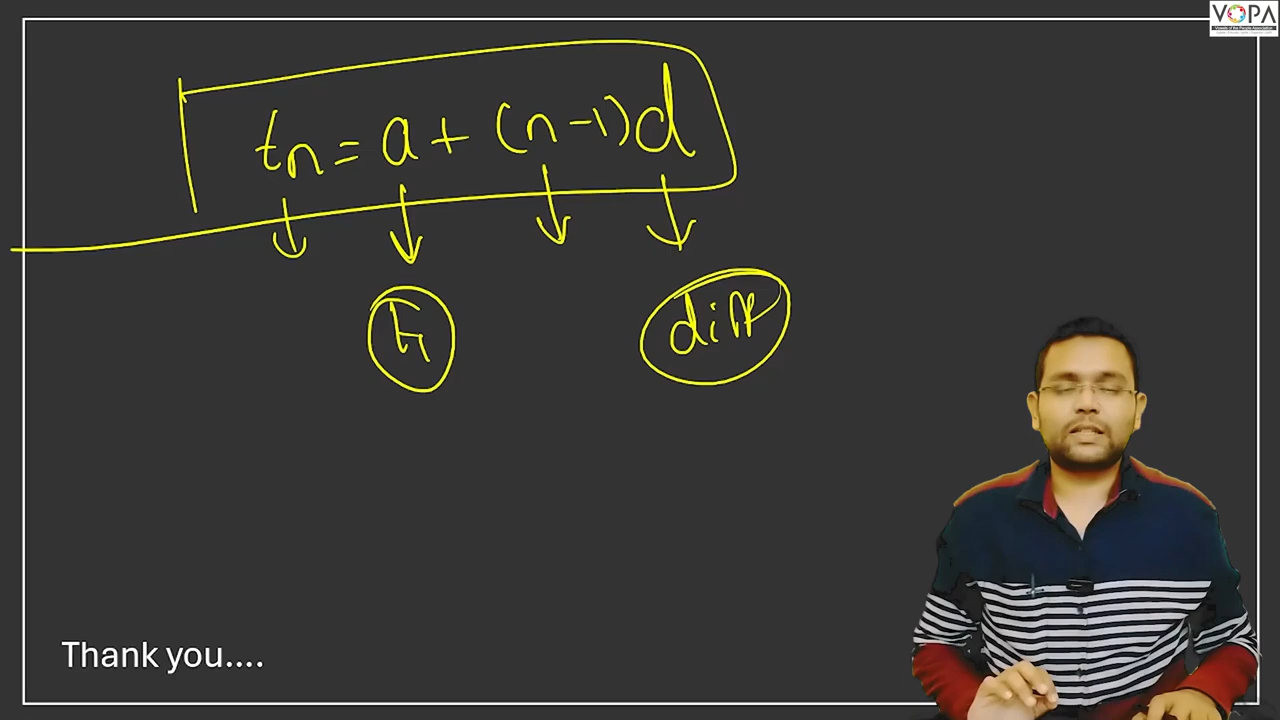 VOPA
tn = a + (n-1)d
t1
diff
Thank you....